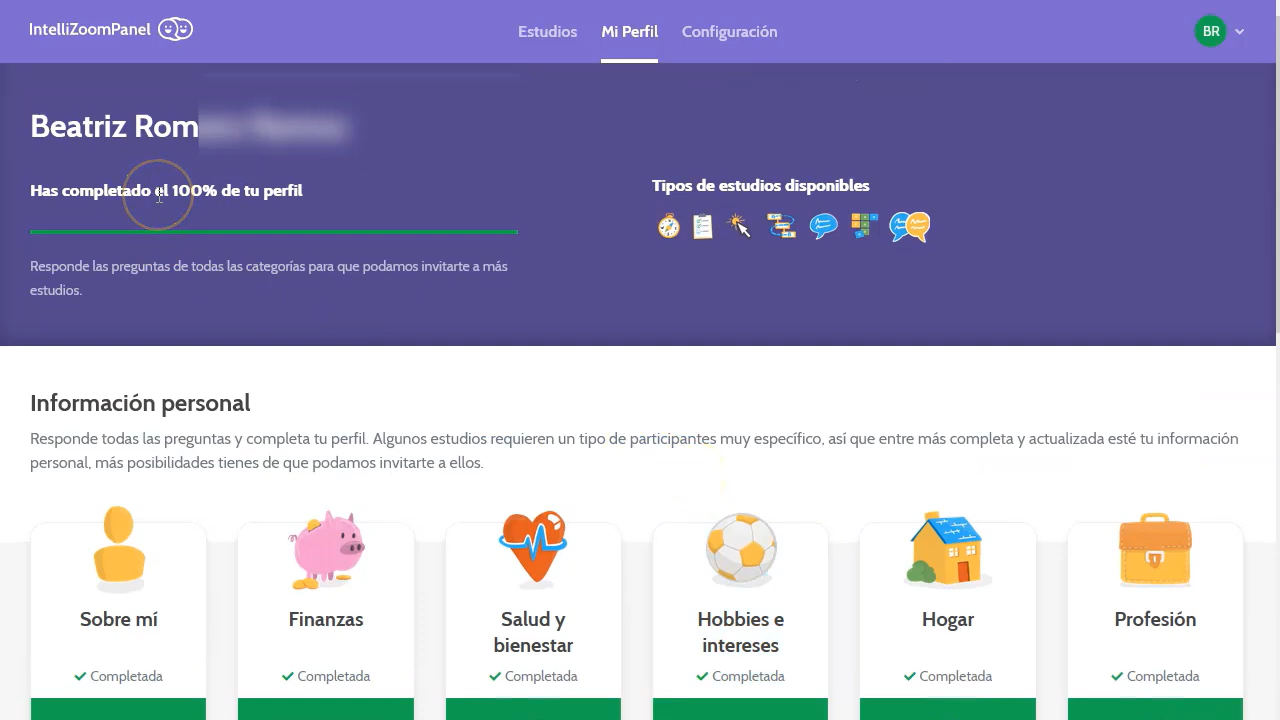 IntelliZoomPanel
Estudios
Mi Perfil
Configuración
BR
Beatriz
Has completado el 100% de tu perfil
Tipos de estudios disponibles
Responde las preguntas de todas las categorías para que podamos invitarte a más
estudios.
Información personal
Responde todas las preguntas y completa tu perfil. Algunos estudios requieren un tipo de participantes muy específico, así que entre más completa y actualizada esté tu información
personal, más posibilidades tienes de que podamos invitarte a ellos.
Sobre mí
Completada
Finanzas
Completada
Salud y
bienestar
Completada
Hobbies e
intereses
Completada
Hogar
Completada
Profesión
Completada